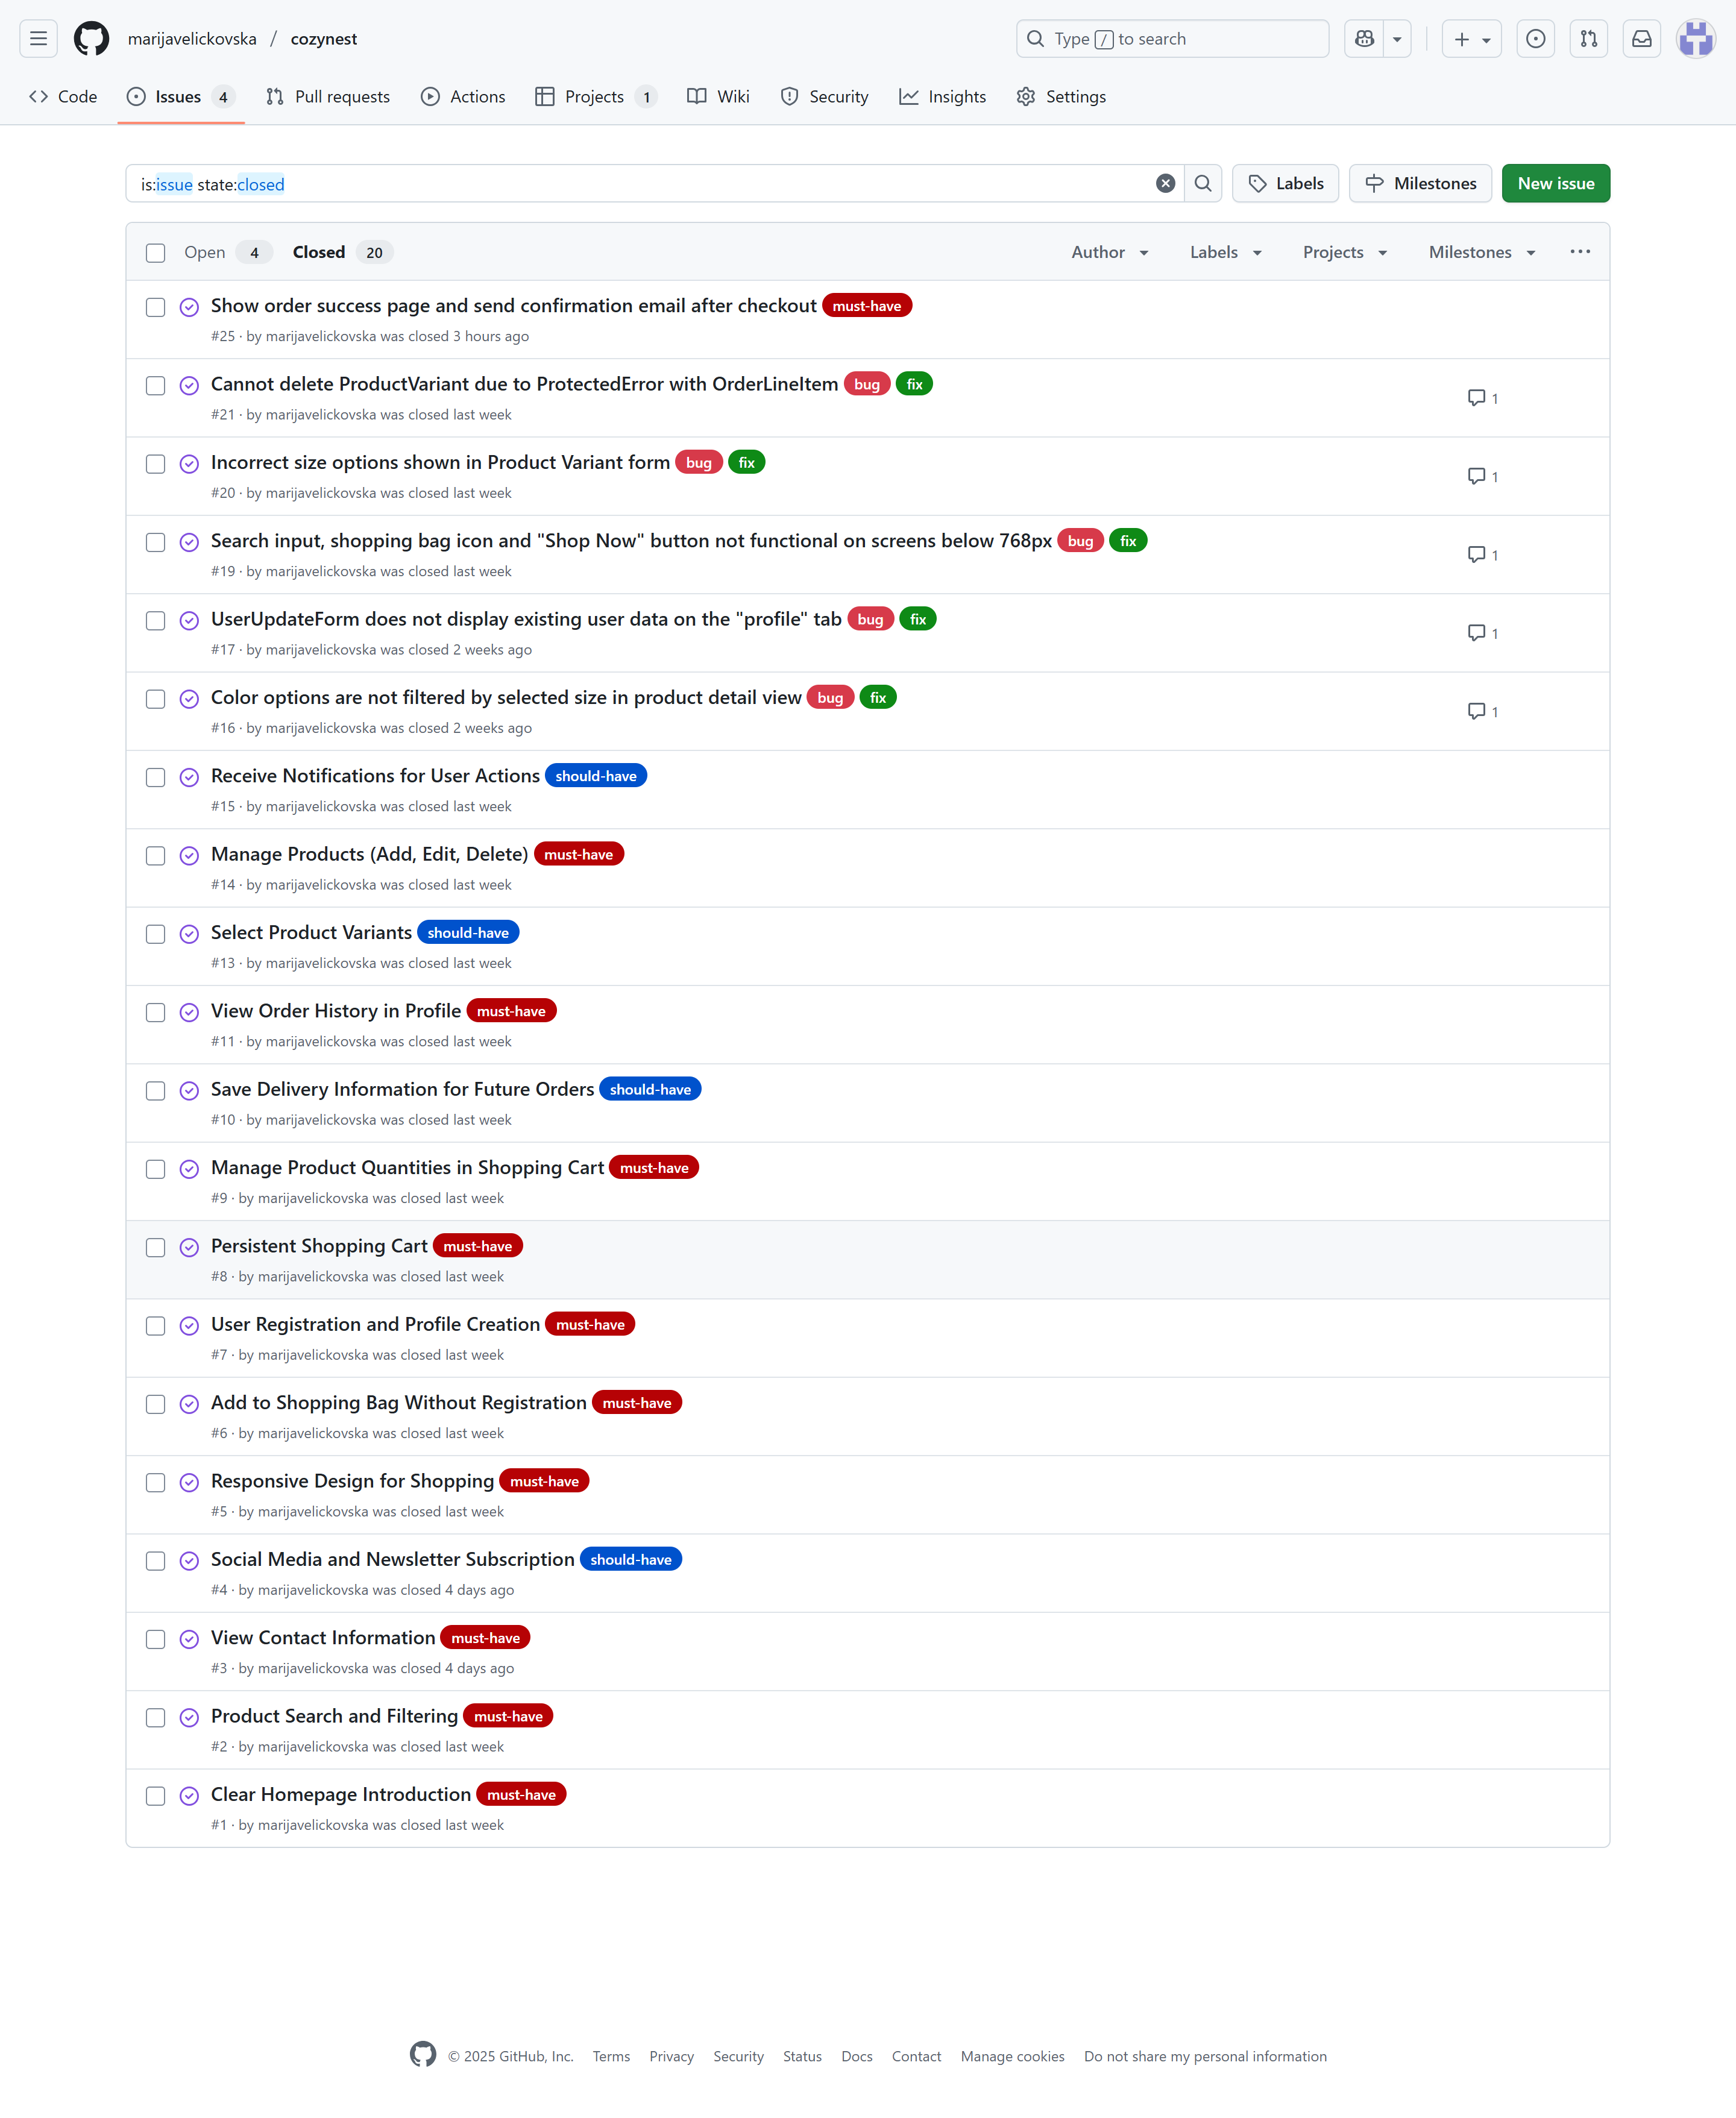 marijavelickovska / cozynest
Type / to search
Code Issues 4 Pull requests Actions Projects 1 Wiki Security Insights Settings
is:issue state:closed
Labels Milestones New issue
Open 4 Closed 20 Author Labels Projects Milestones
Show order success page and send confirmation email after checkout must-have
#25 · by marijavelickovska was closed 3 hours ago
Cannot delete ProductVariant due to ProtectedError with OrderLineItem bug fix
1
#21 · by marijavelickovska was closed last week
Incorrect size options shown in Product Variant form bug fix
1
#20 · by marijavelickovska was closed last week
Search input, shopping bag icon and "Shop Now" button not functional on screens below 768px bug fix
1
#19 · by marijavelickovska was closed last week
UserUpdateForm does not display existing user data on the "profile" tab bug fix
1
#17 · by marijavelickovska was closed 2 weeks ago
Color options are not filtered by selected size in product detail view bug fix
1
#16 · by marijavelickovska was closed 2 weeks ago
Receive Notifications for User Actions should-have
#15 · by marijavelickovska was closed last week
Manage Products (Add, Edit, Delete) must-have
#14 · by marijavelickovska was closed last week
Select Product Variants should-have
#13 · by marijavelickovska was closed last week
View Order History in Profile must-have
#11 · by marijavelickovska was closed last week
Save Delivery Information for Future Orders should-have
#10 · by marijavelickovska was closed last week
Manage Product Quantities in Shopping Cart must-have
#9 · by marijavelickovska was closed last week
Persistent Shopping Cart must-have
#8 · by marijavelickovska was closed last week
User Registration and Profile Creation must-have
#7 · by marijavelickovska was closed last week
Add to Shopping Bag Without Registration must-have
#6 · by marijavelickovska was closed last week
Responsive Design for Shopping must-have
#5 · by marijavelickovska was closed last week
Social Media and Newsletter Subscription should-have
#4 · by marijavelickovska was closed 4 days ago
View Contact Information must-have
#3 · by marijavelickovska was closed 4 days ago
Product Search and Filtering must-have
#2 · by marijavelickovska was closed last week
Clear Homepage Introduction must-have
#1 · by marijavelickovska was closed last week
© 2025 GitHub, Inc. Terms Privacy Security Status Docs Contact Manage cookies Do not share my personal information